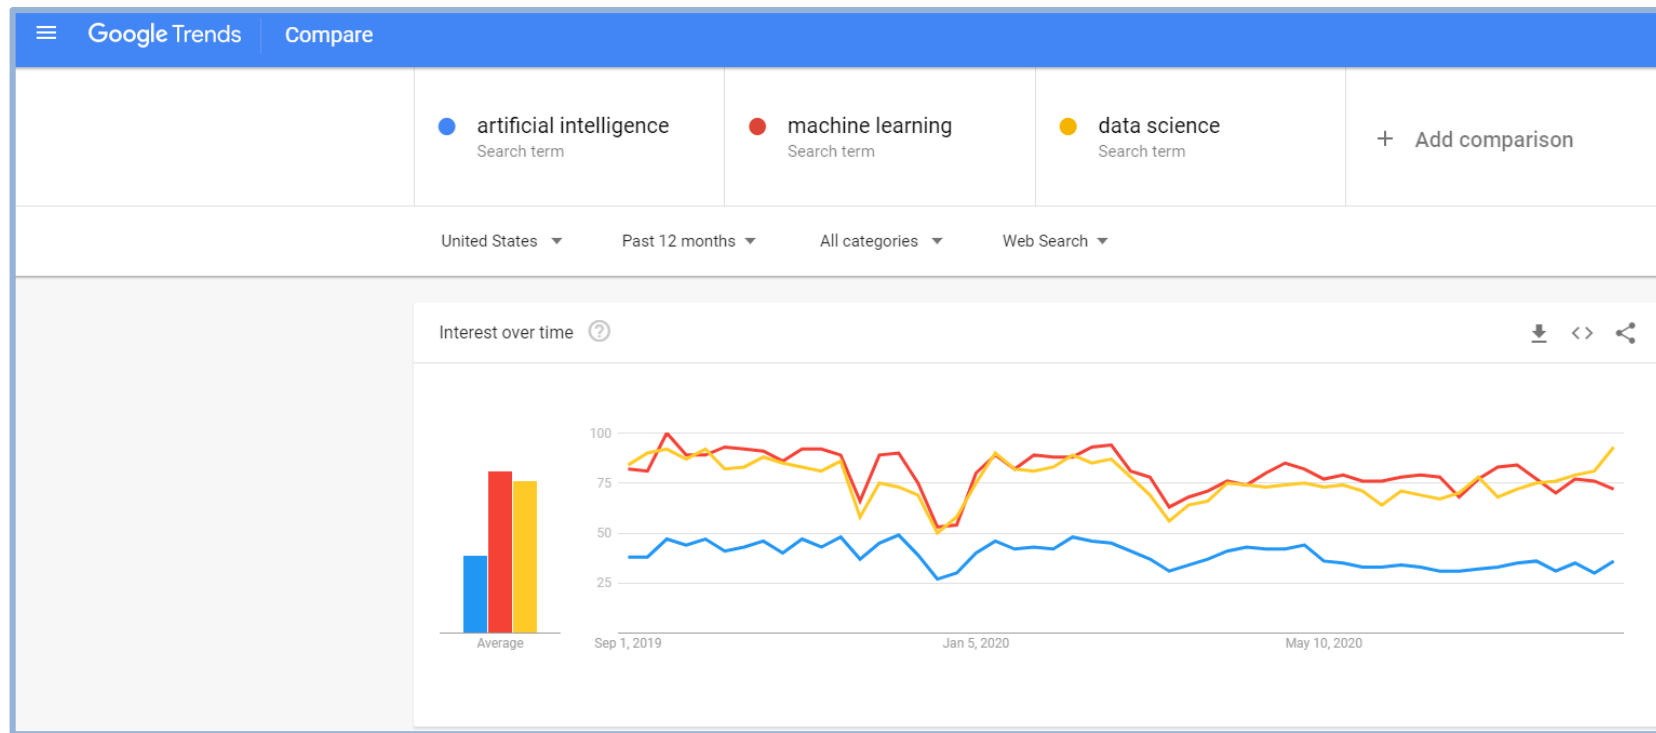 Google Trends Compare
artificial intelligence
Search term
machine learning
Search term
data science
Search term
+ Add comparison
United States Past 12 months All categories Web Search
Interest over time ?
100
75
50
25
Average
Sep 1, 2019 Jan 5, 2020 May 10, 2020